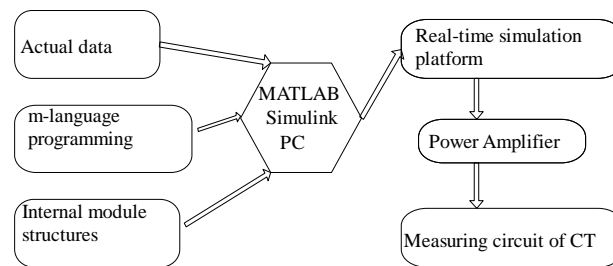 Actual data
m-language
programming
Internal module
structures
MATLAB
Simulink
PC
Real-time simulation
platform
Power Amplifier
Measuring circuit of CT